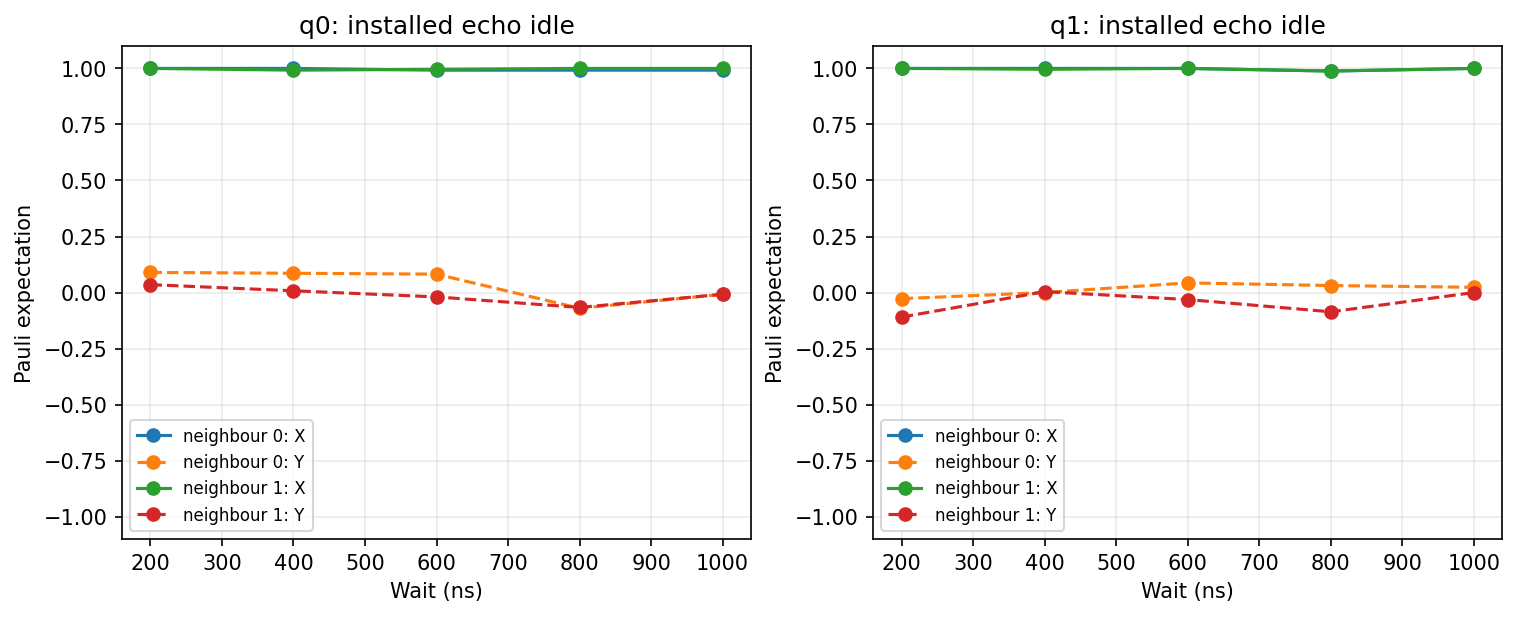 q0: installed echo idle
Pauli expectation
1.00
0.75
0.50
0.25
0.00
−0.25
−0.50
−0.75
−1.00
neighbour 0: X
neighbour 0: Y
neighbour 1: X
neighbour 1: Y
200 300 400 500 600 700 800 900 1000
Wait (ns)
q1: installed echo idle
Pauli expectation
1.00
0.75
0.50
0.25
0.00
−0.25
−0.50
−0.75
−1.00
neighbour 0: X
neighbour 0: Y
neighbour 1: X
neighbour 1: Y
200 300 400 500 600 700 800 900 1000
Wait (ns)